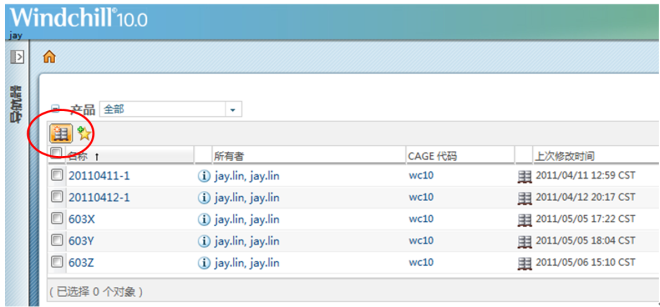 Windchill® 10.0
jay
导航器
产品 全部
名称 ↑ 所有者 CAGE 代码 上次修改时间
20110411-1 jay.lin, jay.lin wc10 2011/04/11 12:59 CST
20110412-1 jay.lin, jay.lin wc10 2011/04/12 20:17 CST
603X jay.lin, jay.lin wc10 2011/05/05 17:22 CST
603Y jay.lin, jay.lin wc10 2011/05/05 18:04 CST
603Z jay.lin, jay.lin wc10 2011/05/06 15:10 CST
(已选择 0 个对象)